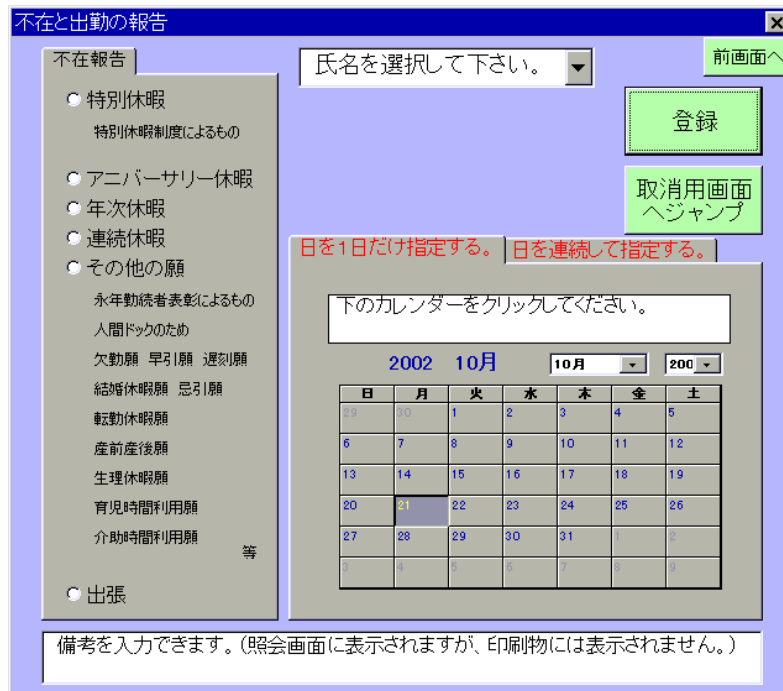 不在と出勤の報告
不在報告
氏名を選択して下さい。
前画面へ
特別休暇
特別休暇制度によるもの
登録
アニバーサリー休暇
年次休暇
連続休暇
その他の願
永年勤続者表彰によるもの
人間ドックのため
欠勤願 早引願 遅刻願
結婚休暇願 忌引願
転勤休暇願
産前産後願
生理休暇願
育児時間利用願
介助時間利用願
等
出張
取消用画面
へジャンプ
日を1日だけ指定する。 日を連続して指定する。
下のカレンダーをクリックしてください。
2002 10月 10月 200
日 月 火 水 木 金 土
29 30 1 2 3 4 5
6 7 8 9 10 11 12
13 14 15 16 17 18 19
20 21 22 23 24 25 26
27 28 29 30 31 1 2
3 4 5 6 7 8 9
備考を入力できます。(照会画面に表示されますが、印刷物には表示されません。)